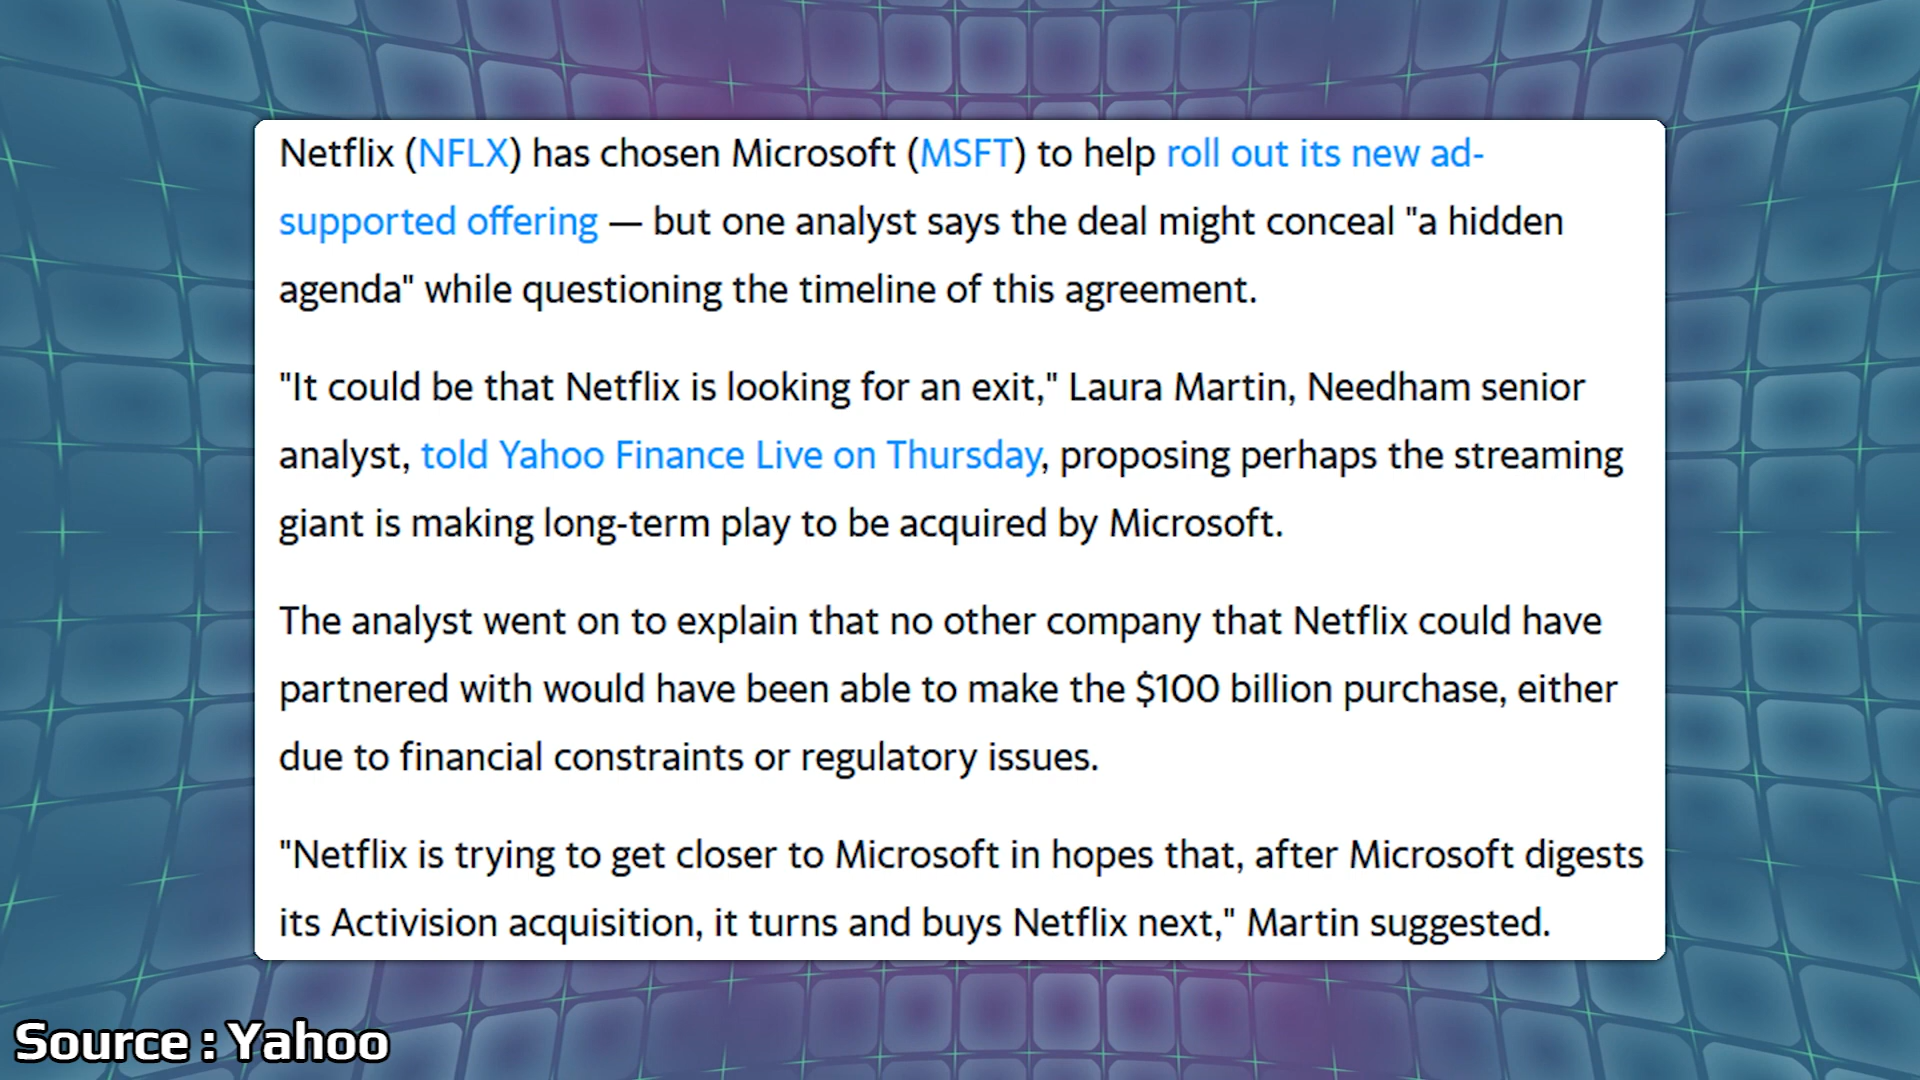 Netflix (NFLX) has chosen Microsoft (MSFT) to help roll out its new ad-
supported offering — but one analyst says the deal might conceal "a hidden
agenda" while questioning the timeline of this agreement.
"It could be that Netflix is looking for an exit," Laura Martin, Needham senior
analyst, told Yahoo Finance Live on Thursday, proposing perhaps the streaming
giant is making long-term play to be acquired by Microsoft.
The analyst went on to explain that no other company that Netflix could have
partnered with would have been able to make the $100 billion purchase, either
due to financial constraints or regulatory issues.
"Netflix is trying to get closer to Microsoft in hopes that, after Microsoft digests
its Activision acquisition, it turns and buys Netflix next," Martin suggested.
Source : Yahoo